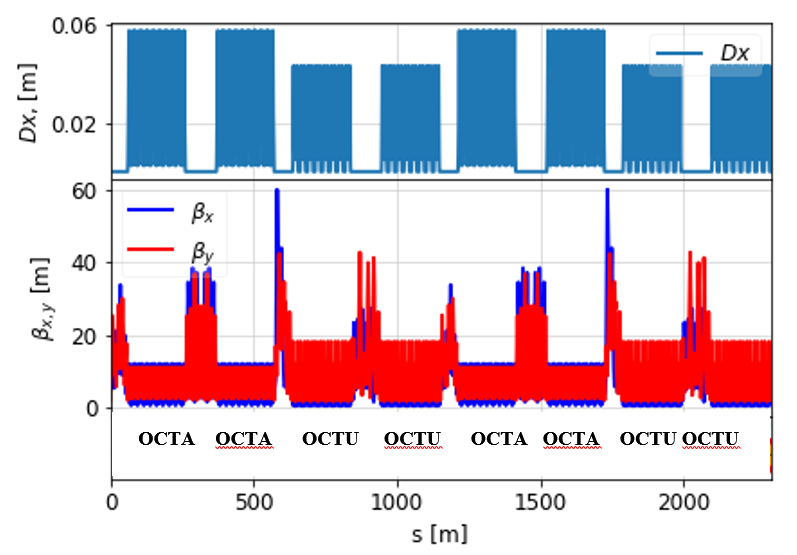 0.06
Dx
Dx, [m]
0.02
60
βx
βy
40
βx,y [m]
20
0
OCTA OCTA OCTU OCTU OCTA OCTA OCTU OCTU
0 500 1000 1500 2000
s [m]